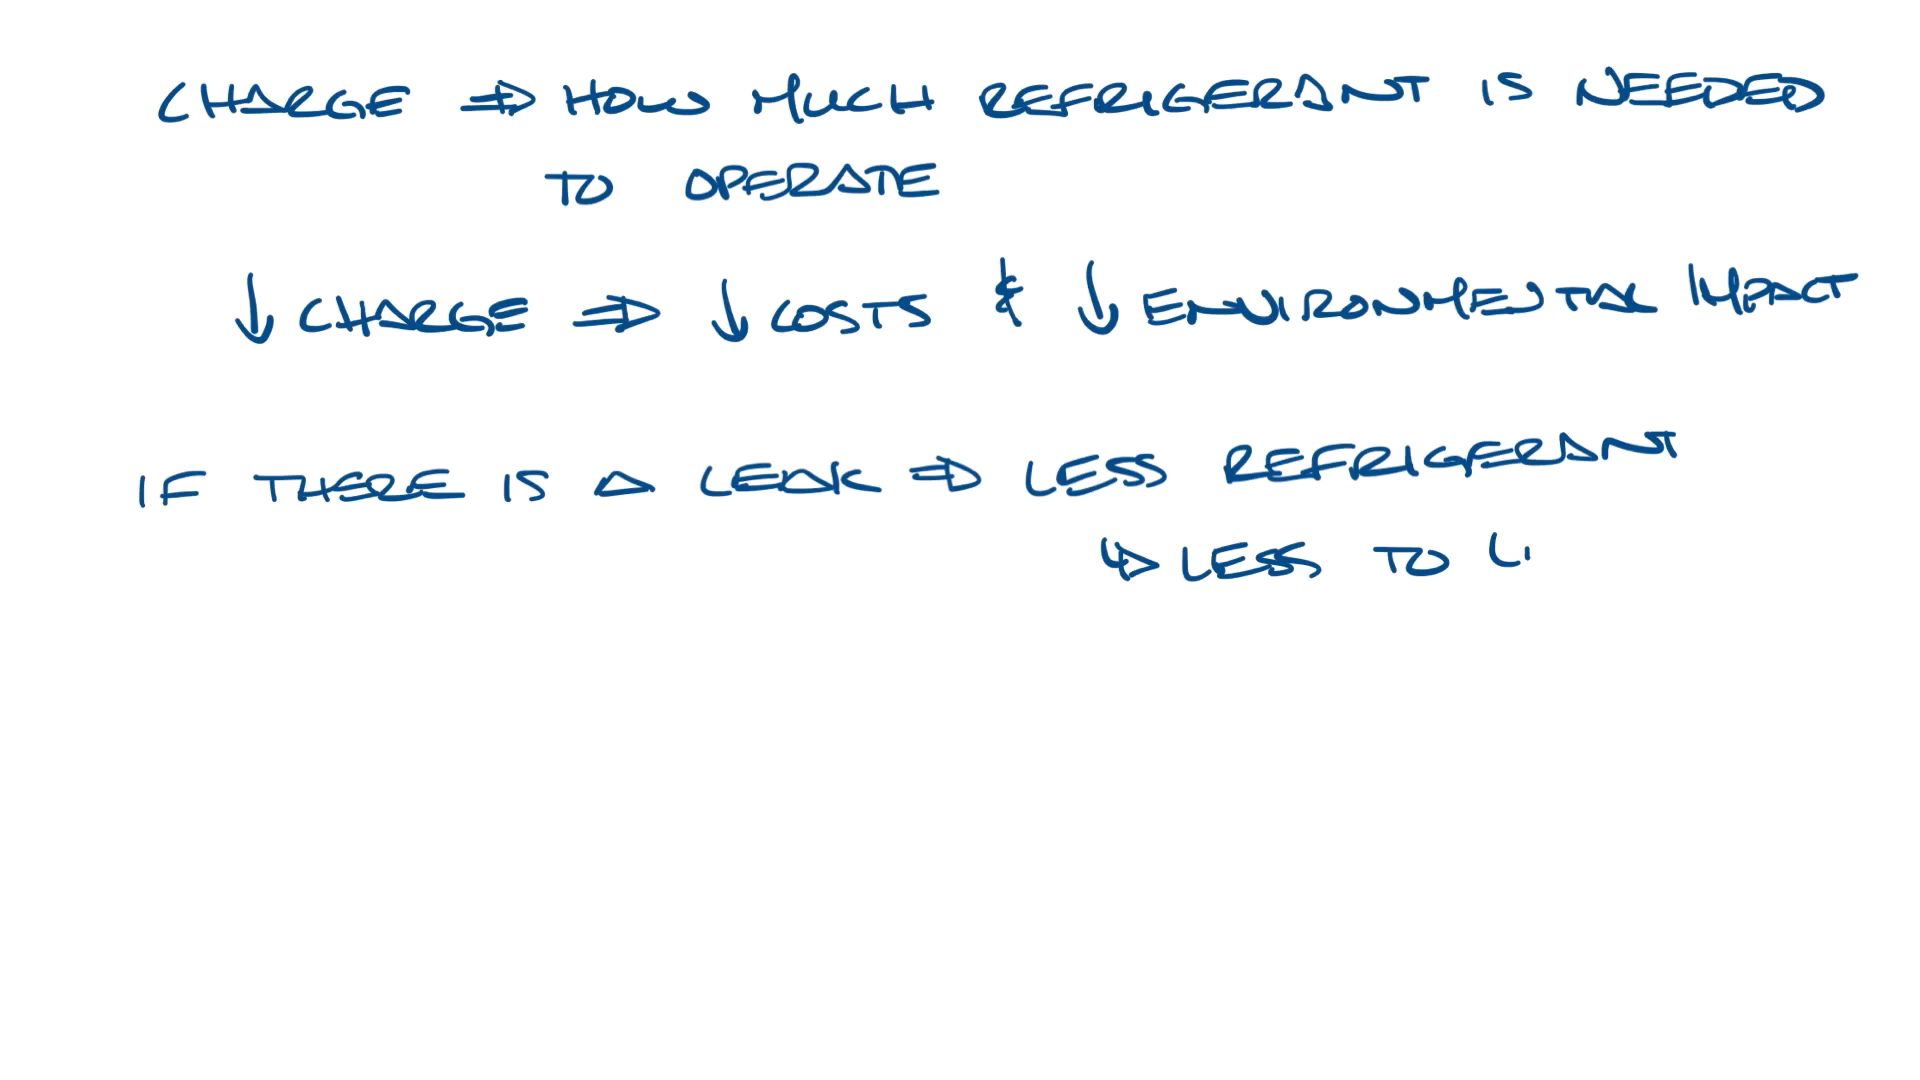 CHARGE ⇒ HOW MUCH REFRIGERANT IS NEEDED
TO OPERATE
↓ CHARGE ⇒ ↓ COSTS & ↓ ENVIRONMENTAL IMPACT
IF THERE IS A LEAK ⇒ LESS REFRIGERANT
↳ LESS TO L